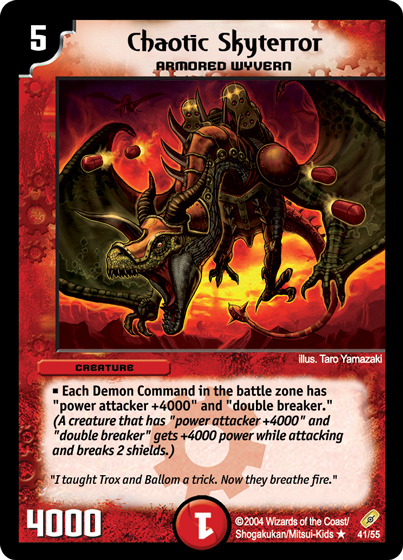 5
Chaotic Skyterror
ARMORED WYVERN
illus. Taro Yamazaki
CREATURE
▪ Each Demon Command in the battle zone has
"power attacker +4000" and "double breaker."
(A creature that has "power attacker +4000" and
"double breaker" gets +4000 power while attacking
and breaks 2 shields.)
"I taught Trox and Ballom a trick. Now they breathe fire."
4000
1
©2004 Wizards of the Coast/
Shogakukan/Mitsui-Kids ★ 41/55